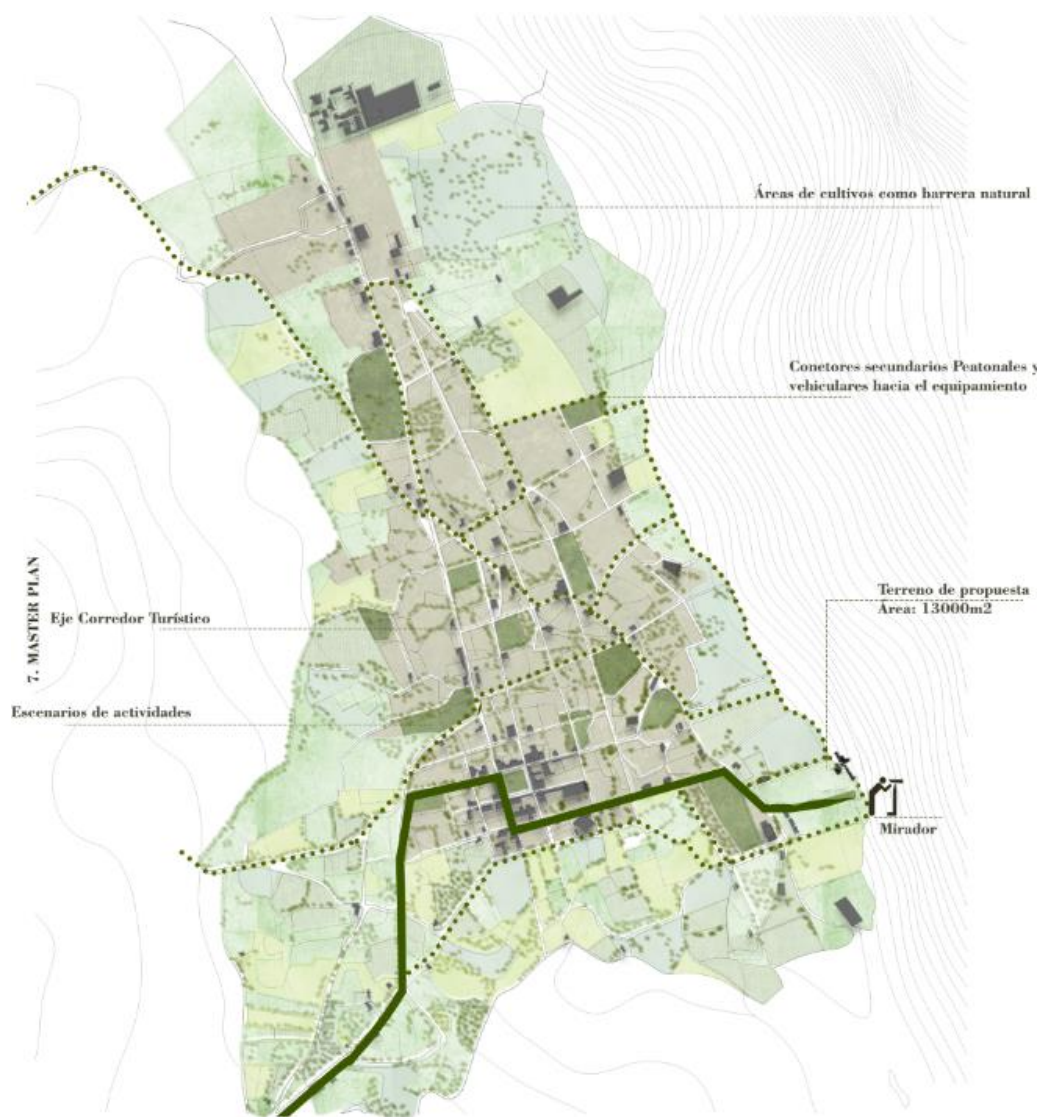 Áreas de cultivos como barrera natural
Conetores secundarios Peatonales y
vehiculares hacia el equipamiento
7. MASTER PLAN
Terreno de propuesta
Área: 13000m2
Eje Corredor Turístico
Escenarios de actividades
Mirador